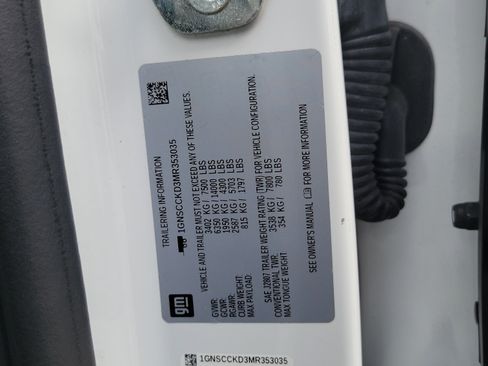 TRAILERING INFORMATION
1GNSCCKD3MR353035
VEHICLE AND TRAILER MUST NOT EXCEED ANY OF THESE VALUES.
GVWR: 3402 KG / 7500 LBS
GCWR: 6350 KG / 14000 LBS
RGAWR: 1950 KG / 4300 LBS
CURB WEIGHT: 2587 KG / 5703 LBS
MAX PAYLOAD: 815 KG / 1797 LBS
SAE J2807 TRAILER WEIGHT RATING (TWR) FOR VEHICLE CONFIGURATION.
CONVENTIONAL TWR: 3538 KG / 7800 LBS
MAX TONGUE WEIGHT: 354 KG / 780 LBS
SEE OWNER'S MANUAL FOR MORE INFORMATION
gm
1GNSCCKD3MR353035